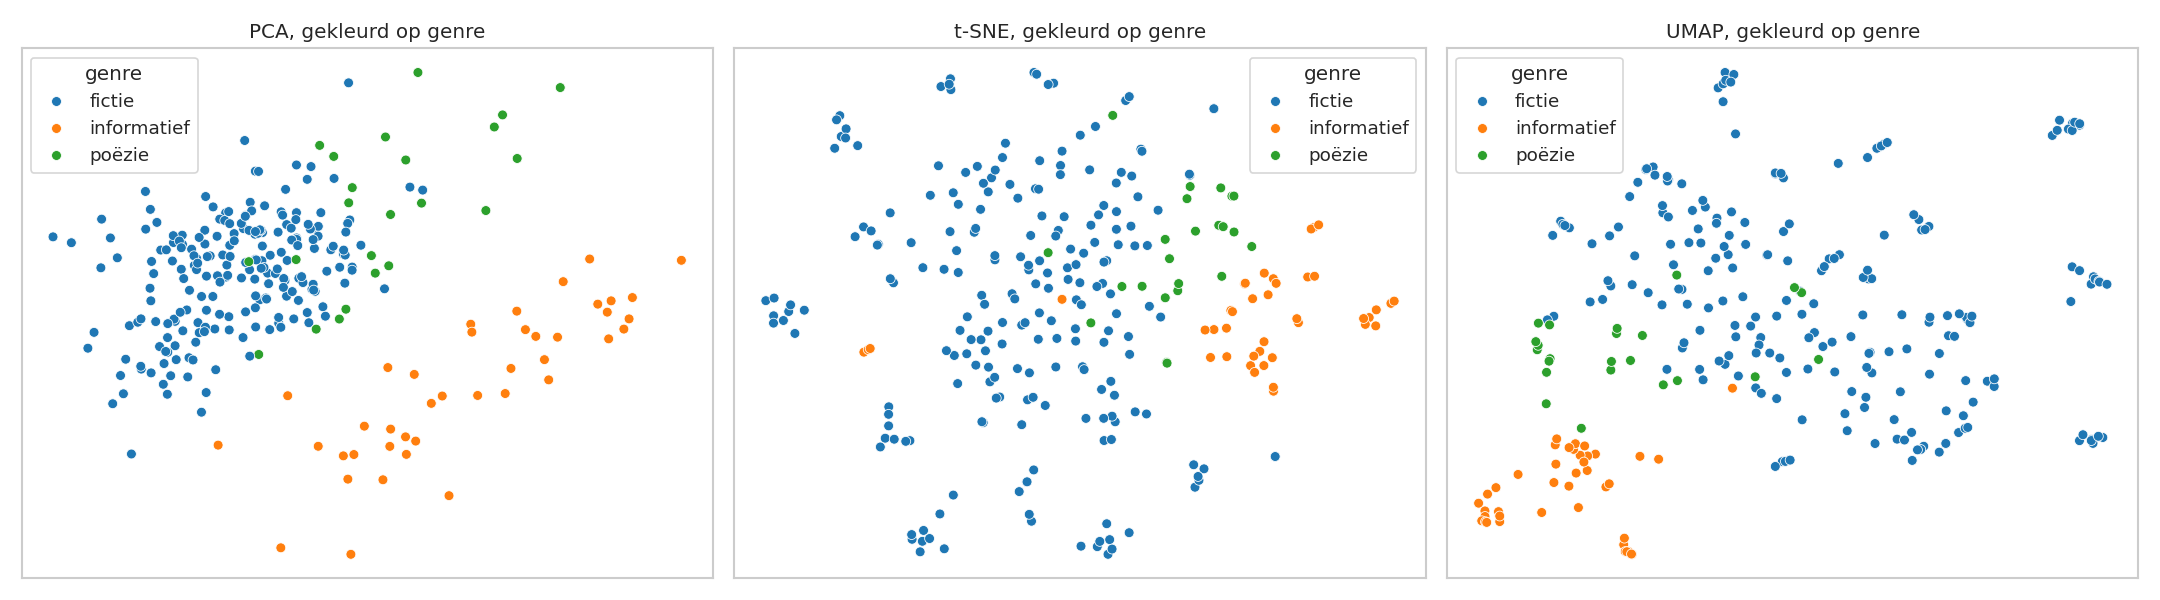 PCA, gekleurd op genre
genre
fictie
informatief
poëzie
t-SNE, gekleurd op genre
genre
fictie
informatief
poëzie
UMAP, gekleurd op genre
genre
fictie
informatief
poëzie